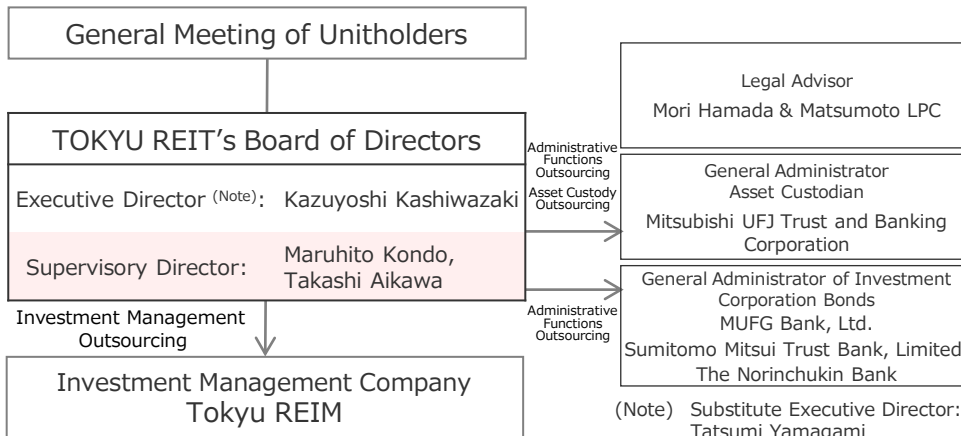 General Meeting of Unitholders
TOKYU REIT’s Board of Directors
Executive Director (Note): Kazuyoshi Kashiwazaki
Supervisory Director: Maruhito Kondo,
Takashi Aikawa
Investment Management
Outsourcing
Investment Management Company
Tokyu REIM
Administrative
Functions
Outsourcing
Asset Custody
Outsourcing
Administrative
Functions
Outsourcing
Legal Advisor
Mori Hamada & Matsumoto LPC
General Administrator
Asset Custodian
Mitsubishi UFJ Trust and Banking
Corporation
General Administrator of Investment
Corporation Bonds
MUFG Bank, Ltd.
Sumitomo Mitsui Trust Bank, Limited
The Norinchukin Bank
(Note) Substitute Executive Director:
Tatsumi Yamagami